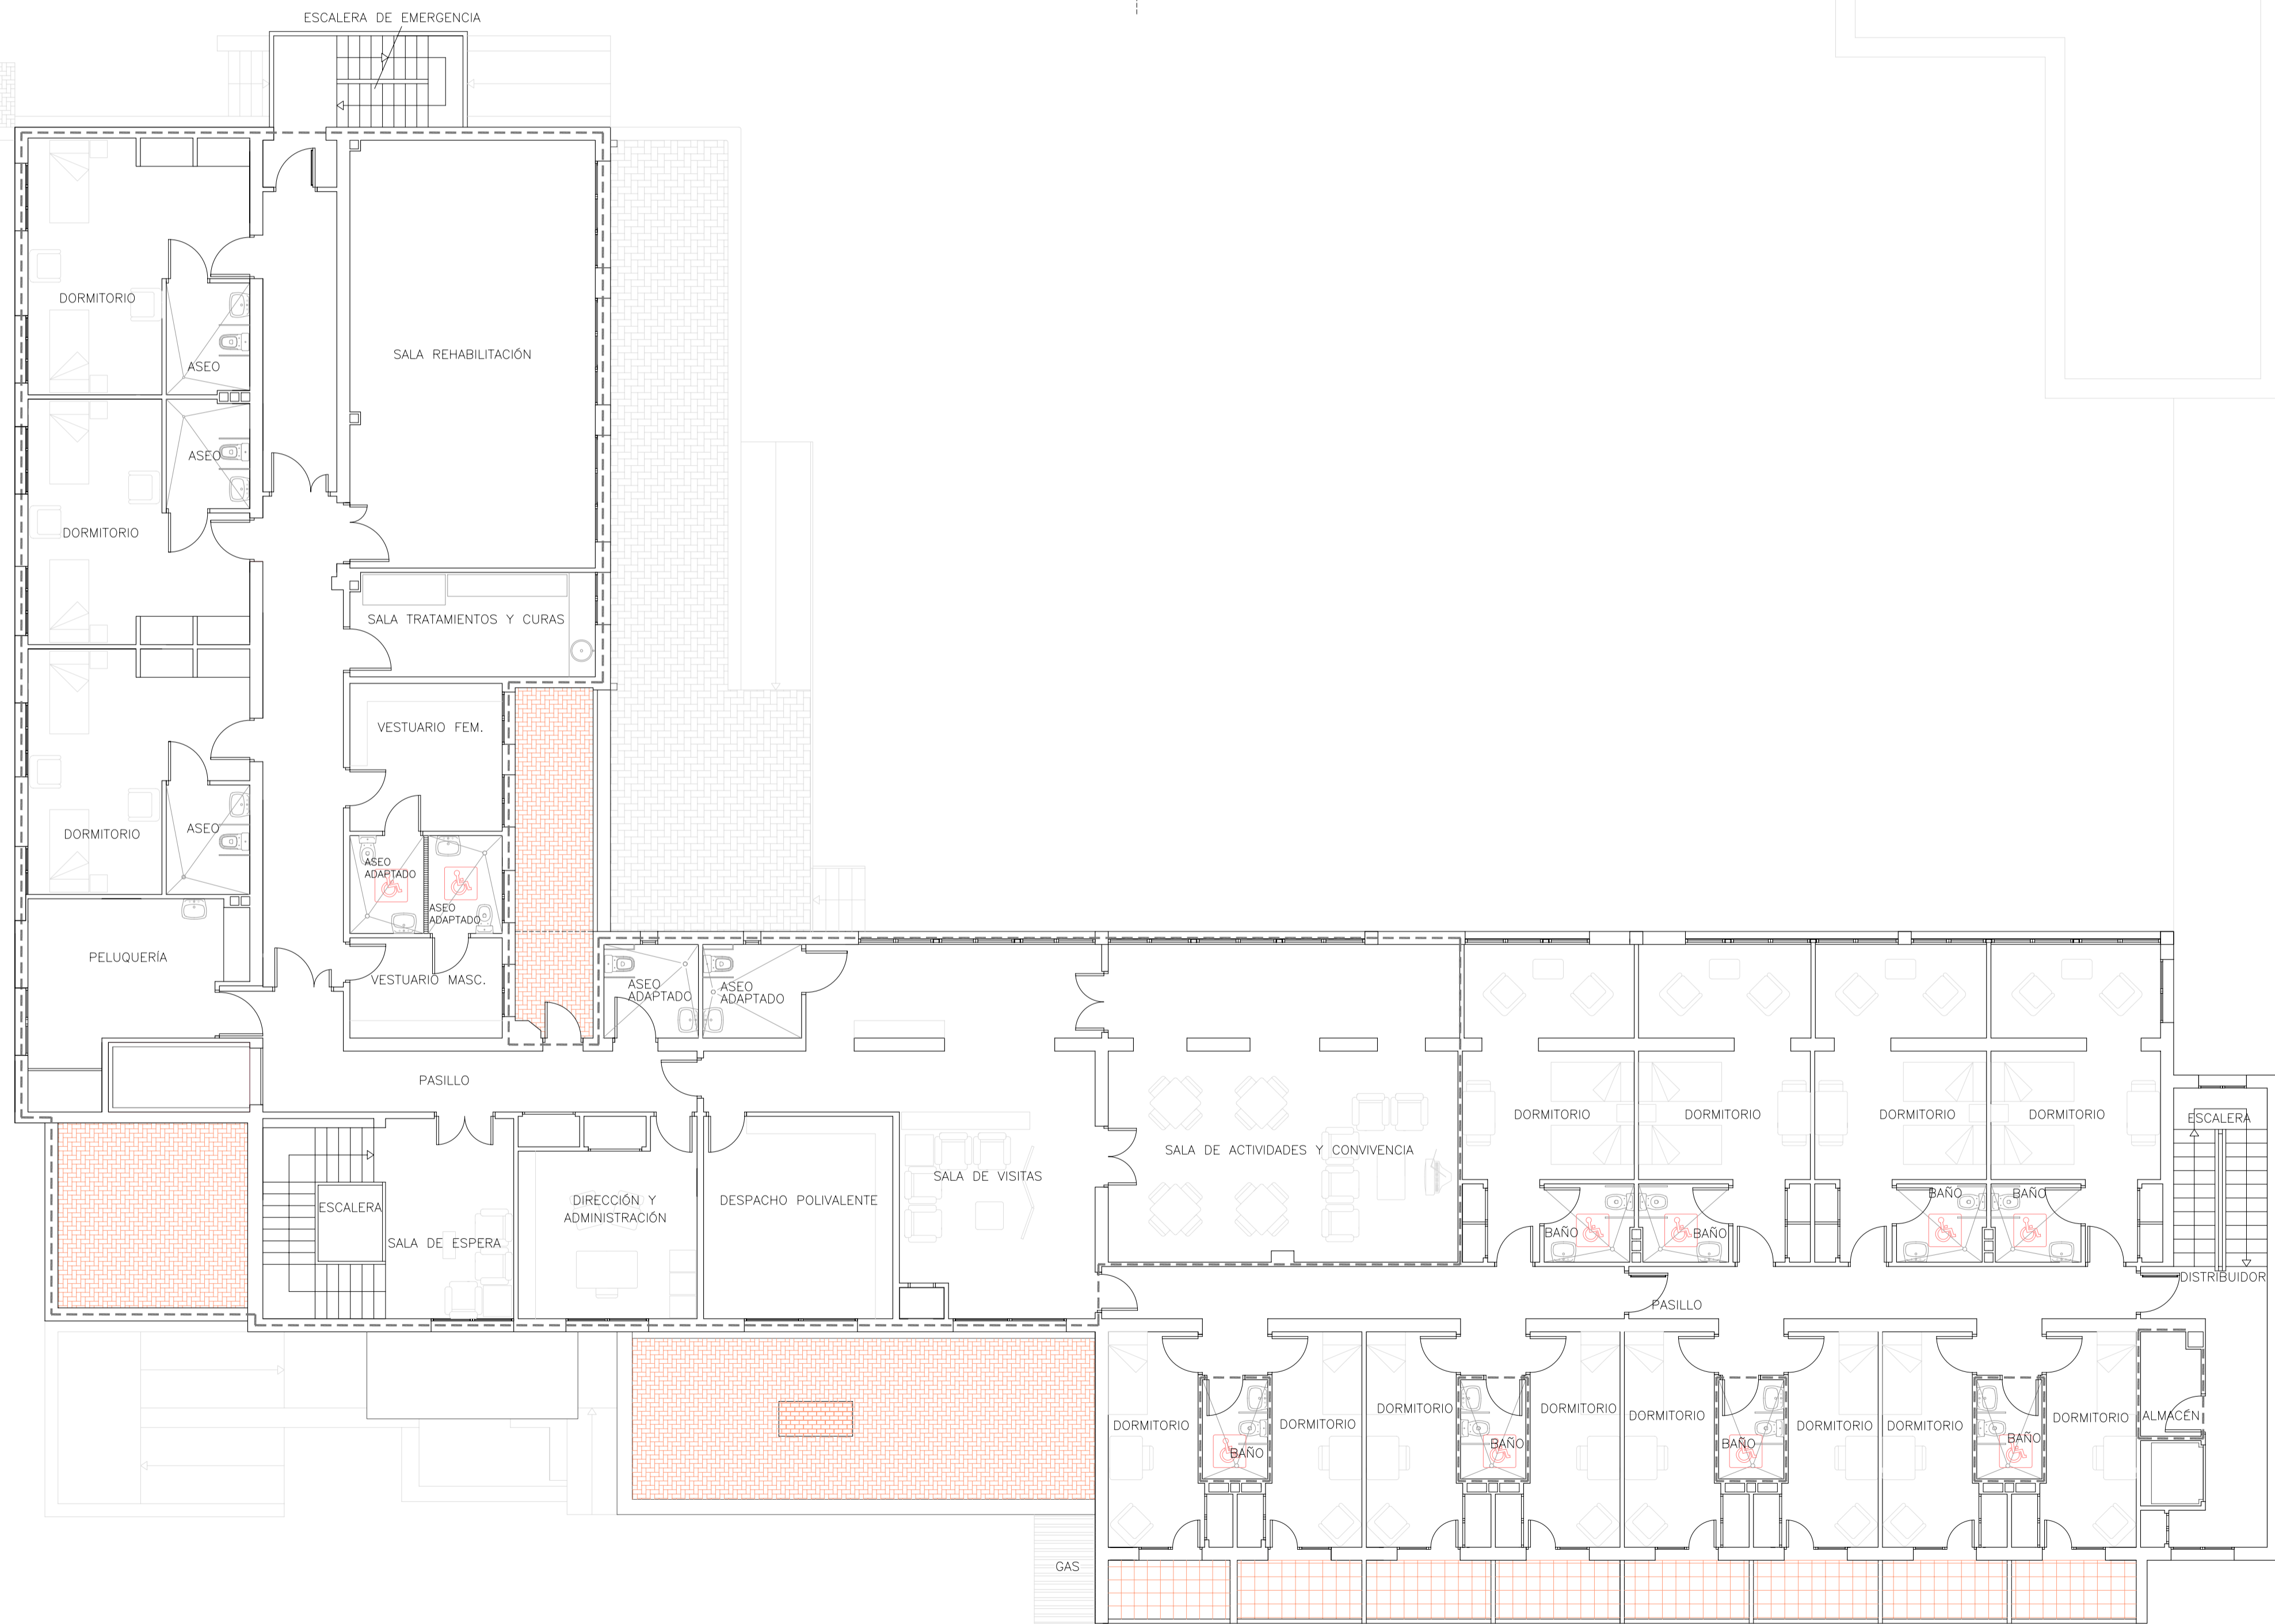 ESCALERA DE EMERGENCIA
DORMITORIO
ASEO
SALA REHABILITACIÓN
ASEO
DORMITORIO
SALA TRATAMIENTOS Y CURAS
VESTUARIO FEM.
DORMITORIO
ASEO
ASEO
ADAPTADO
ASEO
ADAPTADO
PELUQUERÍA
VESTUARIO MASC.
ASEO
ADAPTADO
ASEO
ADAPTADO
PASILLO
ESCALERA
SALA DE ESPERA
DIRECCIÓN Y
ADMINISTRACIÓN
DESPACHO POLIVALENTE
SALA DE VISITAS
SALA DE ACTIVIDADES Y CONVIVENCIA
DORMITORIO
DORMITORIO
DORMITORIO
DORMITORIO
ESCALERA
BAÑO
BAÑO
BAÑO
BAÑO
DISTRIBUIDOR
PASILLO
DORMITORIO
BAÑO
DORMITORIO
DORMITORIO
BAÑO
DORMITORIO
DORMITORIO
BAÑO
DORMITORIO
DORMITORIO
BAÑO
DORMITORIO
ALMACÉN
GAS